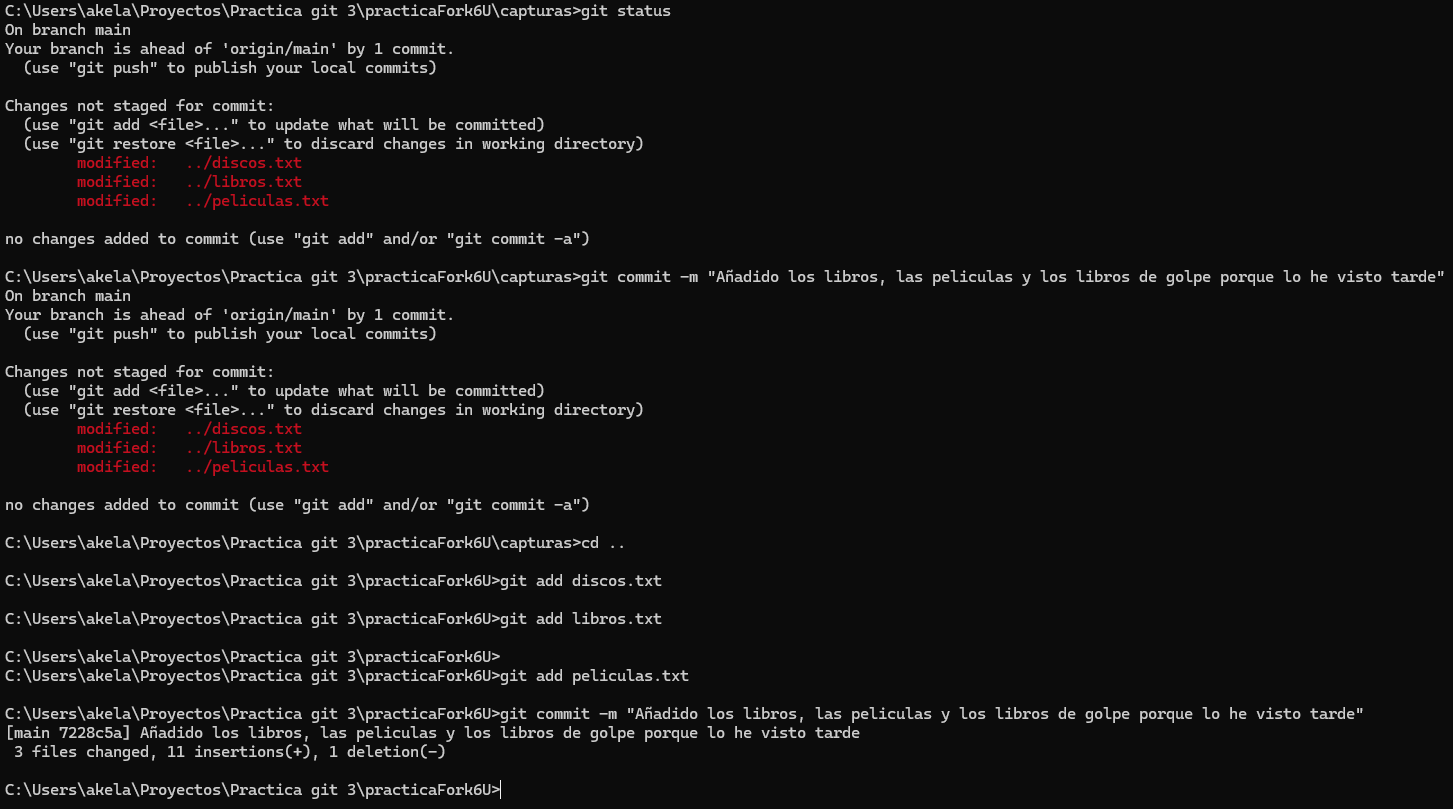 C:\Users\akela\Proyectos\Practica git 3\practicaFork6U\capturas>git status
On branch main
Your branch is ahead of 'origin/main' by 1 commit.
  (use "git push" to publish your local commits)

Changes not staged for commit:
  (use "git add <file>..." to update what will be committed)
  (use "git restore <file>..." to discard changes in working directory)
        modified:   ../discos.txt
        modified:   ../libros.txt
        modified:   ../peliculas.txt

no changes added to commit (use "git add" and/or "git commit -a")

C:\Users\akela\Proyectos\Practica git 3\practicaFork6U\capturas>git commit -m "Añadido los libros, las peliculas y los libros de golpe porque lo he visto tarde"
On branch main
Your branch is ahead of 'origin/main' by 1 commit.
  (use "git push" to publish your local commits)

Changes not staged for commit:
  (use "git add <file>..." to update what will be committed)
  (use "git restore <file>..." to discard changes in working directory)
        modified:   ../discos.txt
        modified:   ../libros.txt
        modified:   ../peliculas.txt

no changes added to commit (use "git add" and/or "git commit -a")

C:\Users\akela\Proyectos\Practica git 3\practicaFork6U\capturas>cd ..

C:\Users\akela\Proyectos\Practica git 3\practicaFork6U>git add discos.txt

C:\Users\akela\Proyectos\Practica git 3\practicaFork6U>git add libros.txt

C:\Users\akela\Proyectos\Practica git 3\practicaFork6U>
C:\Users\akela\Proyectos\Practica git 3\practicaFork6U>git add peliculas.txt

C:\Users\akela\Proyectos\Practica git 3\practicaFork6U>git commit -m "Añadido los libros, las peliculas y los libros de golpe porque lo he visto tarde"
[main 7228c5a] Añadido los libros, las peliculas y los libros de golpe porque lo he visto tarde
 3 files changed, 11 insertions(+), 1 deletion(-)

C:\Users\akela\Proyectos\Practica git 3\practicaFork6U>